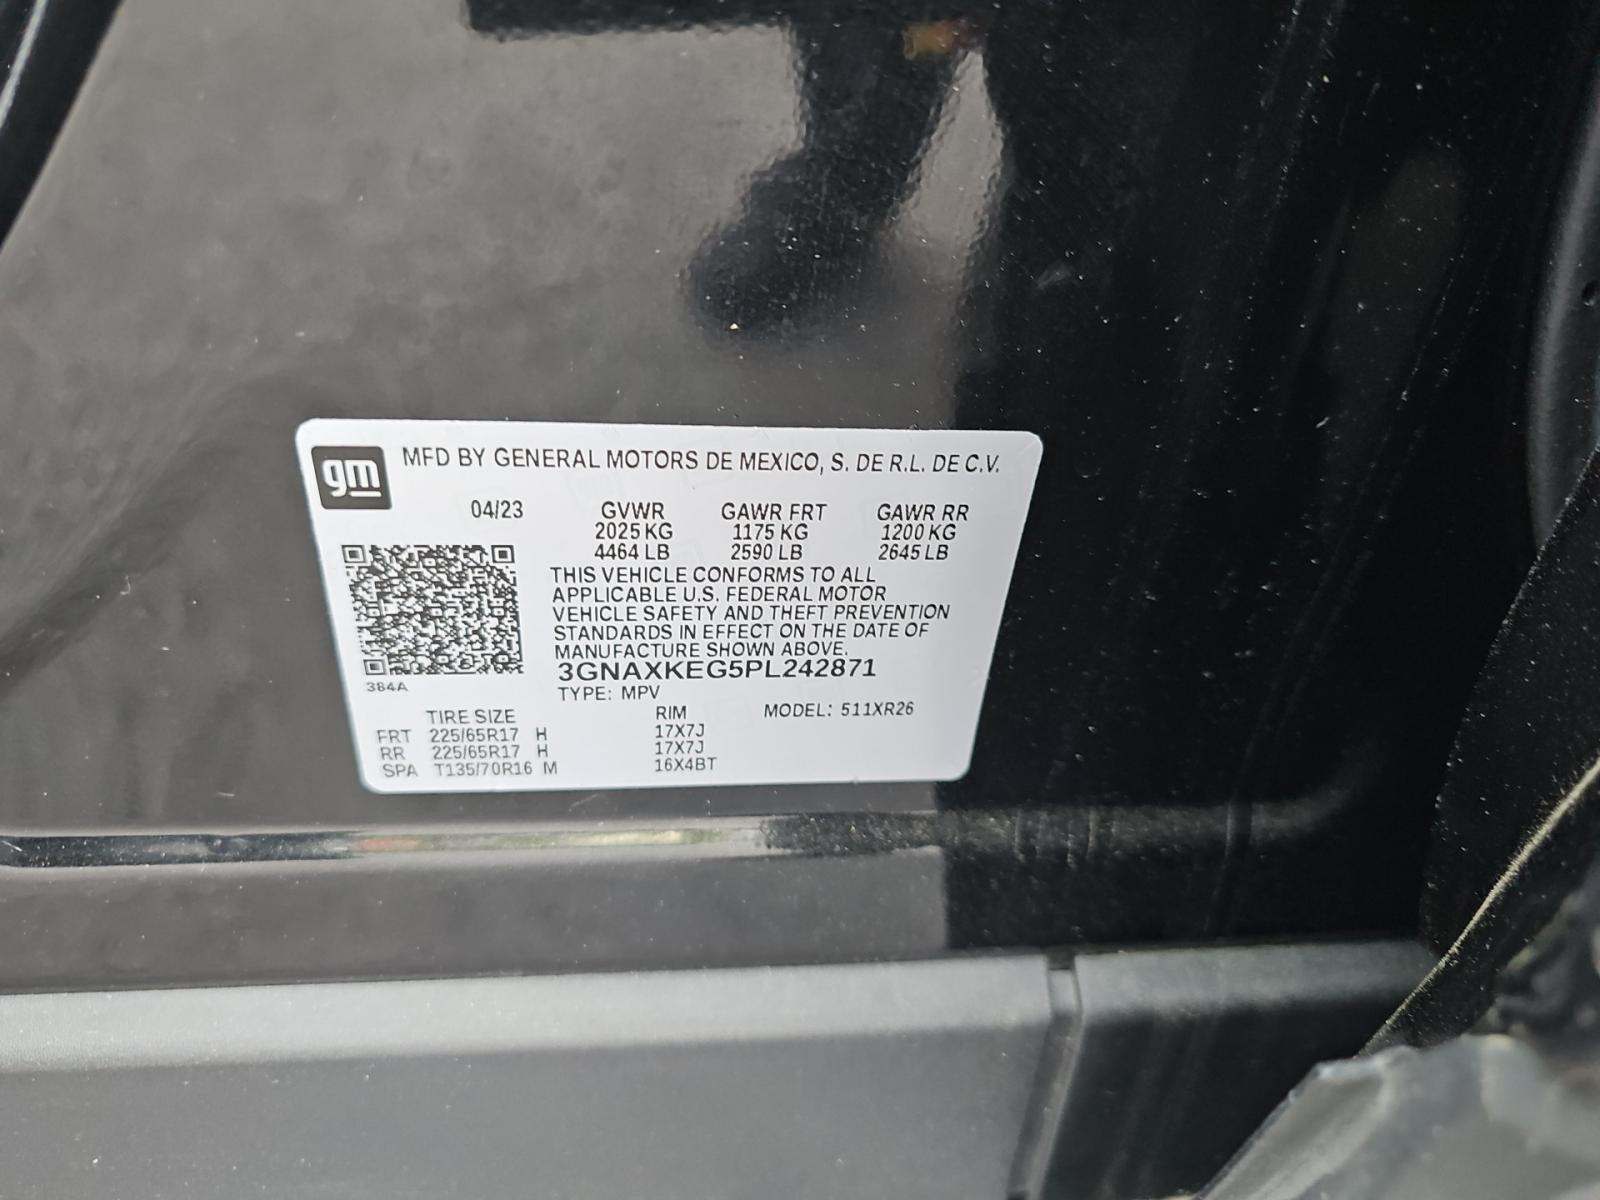 gm
MFD BY GENERAL MOTORS DE MEXICO, S. DE R.L. DE C.V.
04/23 GVWR GAWR FRT GAWR RR
2025 KG 1175 KG 1200 KG
4464 LB 2590 LB 2645 LB
THIS VEHICLE CONFORMS TO ALL
APPLICABLE U.S. FEDERAL MOTOR
VEHICLE SAFETY AND THEFT PREVENTION
STANDARDS IN EFFECT ON THE DATE OF
MANUFACTURE SHOWN ABOVE.
3GNAXKEG5PL242871
384A
TYPE: MPV
TIRE SIZE RIM MODEL: 511XR26
FRT 225/65R17 H 17X7J
RR 225/65R17 H 17X7J
SPA T135/70R16 M 16X4BT